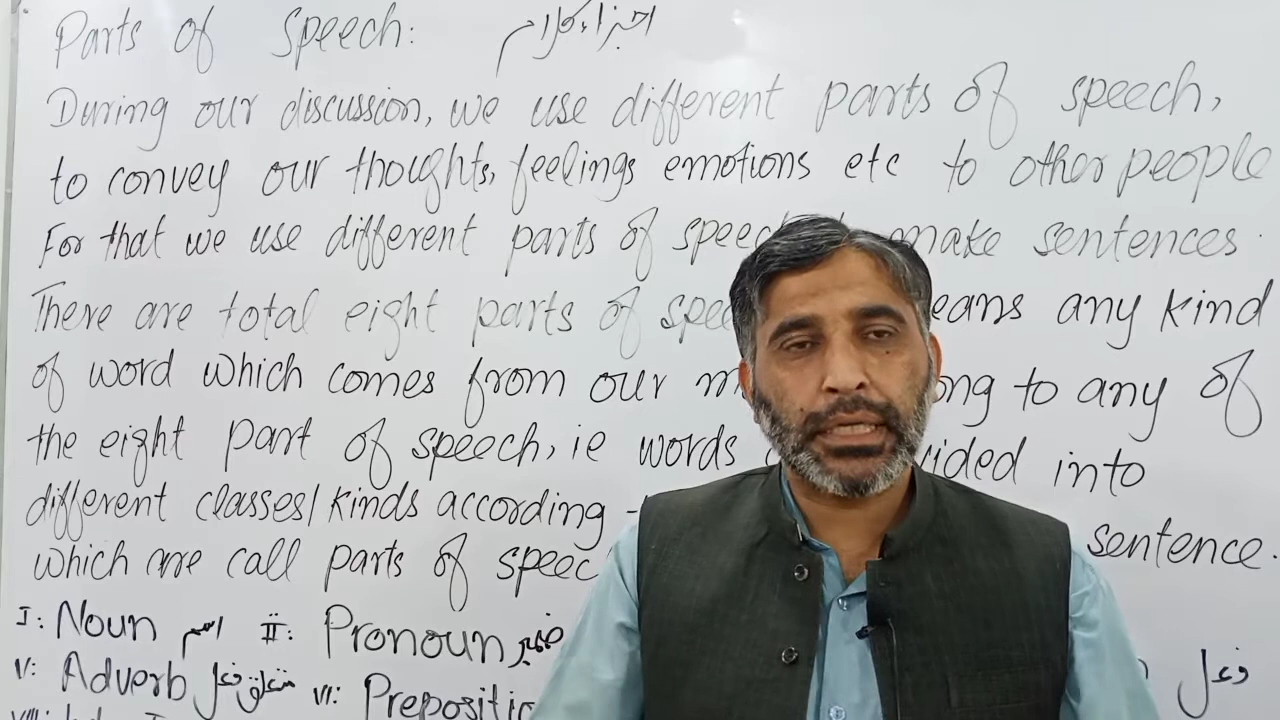 Parts of Speech: اجزاء کلام
During our discussion, we use different parts of speech,
to convey our thoughts, feelings emotions etc to other people
For that we use different parts of speec make sentences.
There are total eight parts of spee eans any kind
of word which comes from our m ong to any of
the eight part of speech, ie words vided into
different classes/kinds according
which are call parts of speec sentence.
I: Noun اسم II: Pronoun ضمیر فعل
V: Adverb متعلق فعل VI: Prepositio
VIII: